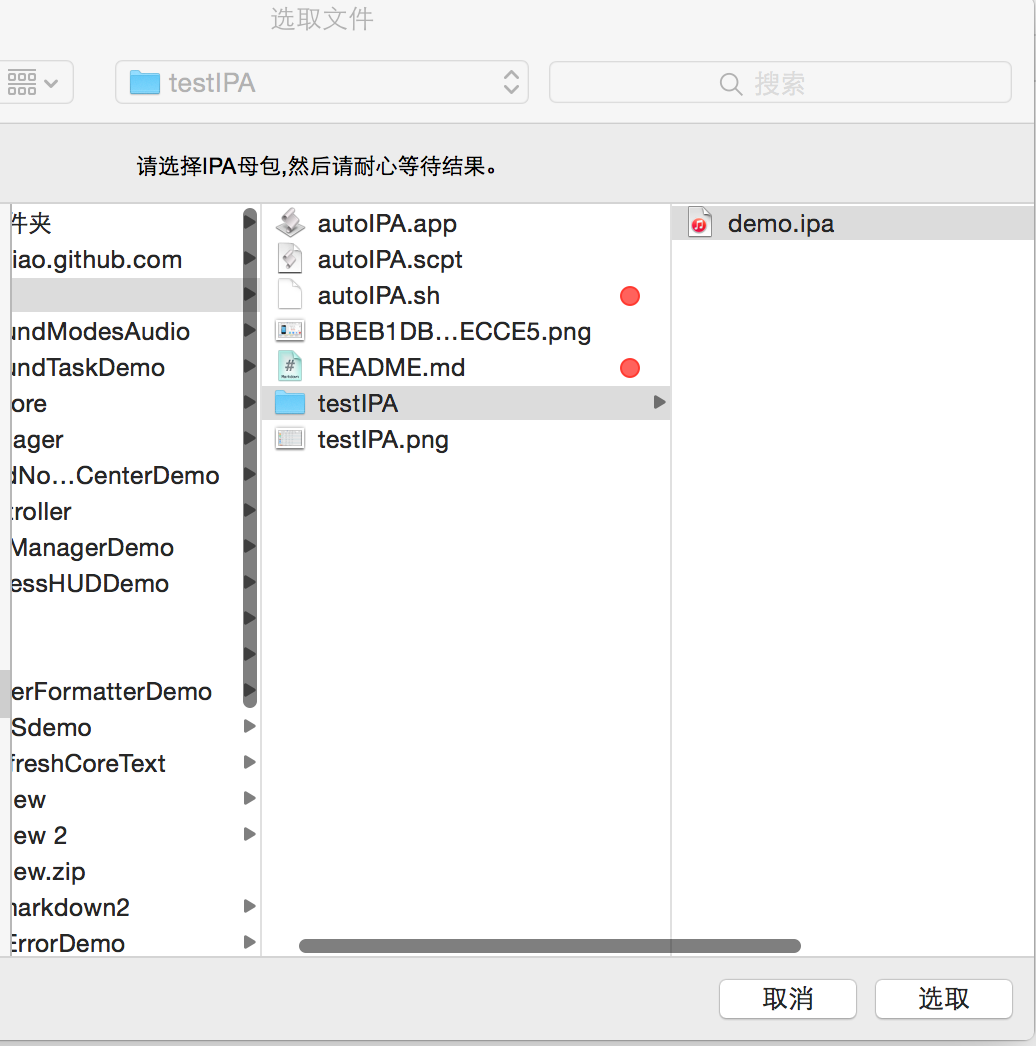 选取文件
testIPA
搜索
请选择IPA母包,然后请耐心等待结果。
件夹
iao.github.com
undModesAudio
undTaskDemo
ore
ager
dNo…CenterDemo
troller
ManagerDemo
essHUDDemo
erFormatterDemo
Sdemo
freshCoreText
ew
ew 2
ew.zip
narkdown2
ErrorDemo
autoIPA.app
autoIPA.scpt
autoIPA.sh
BBEB1DB…ECCE5.png
README.md
testIPA
testIPA.png
demo.ipa
取消
选取